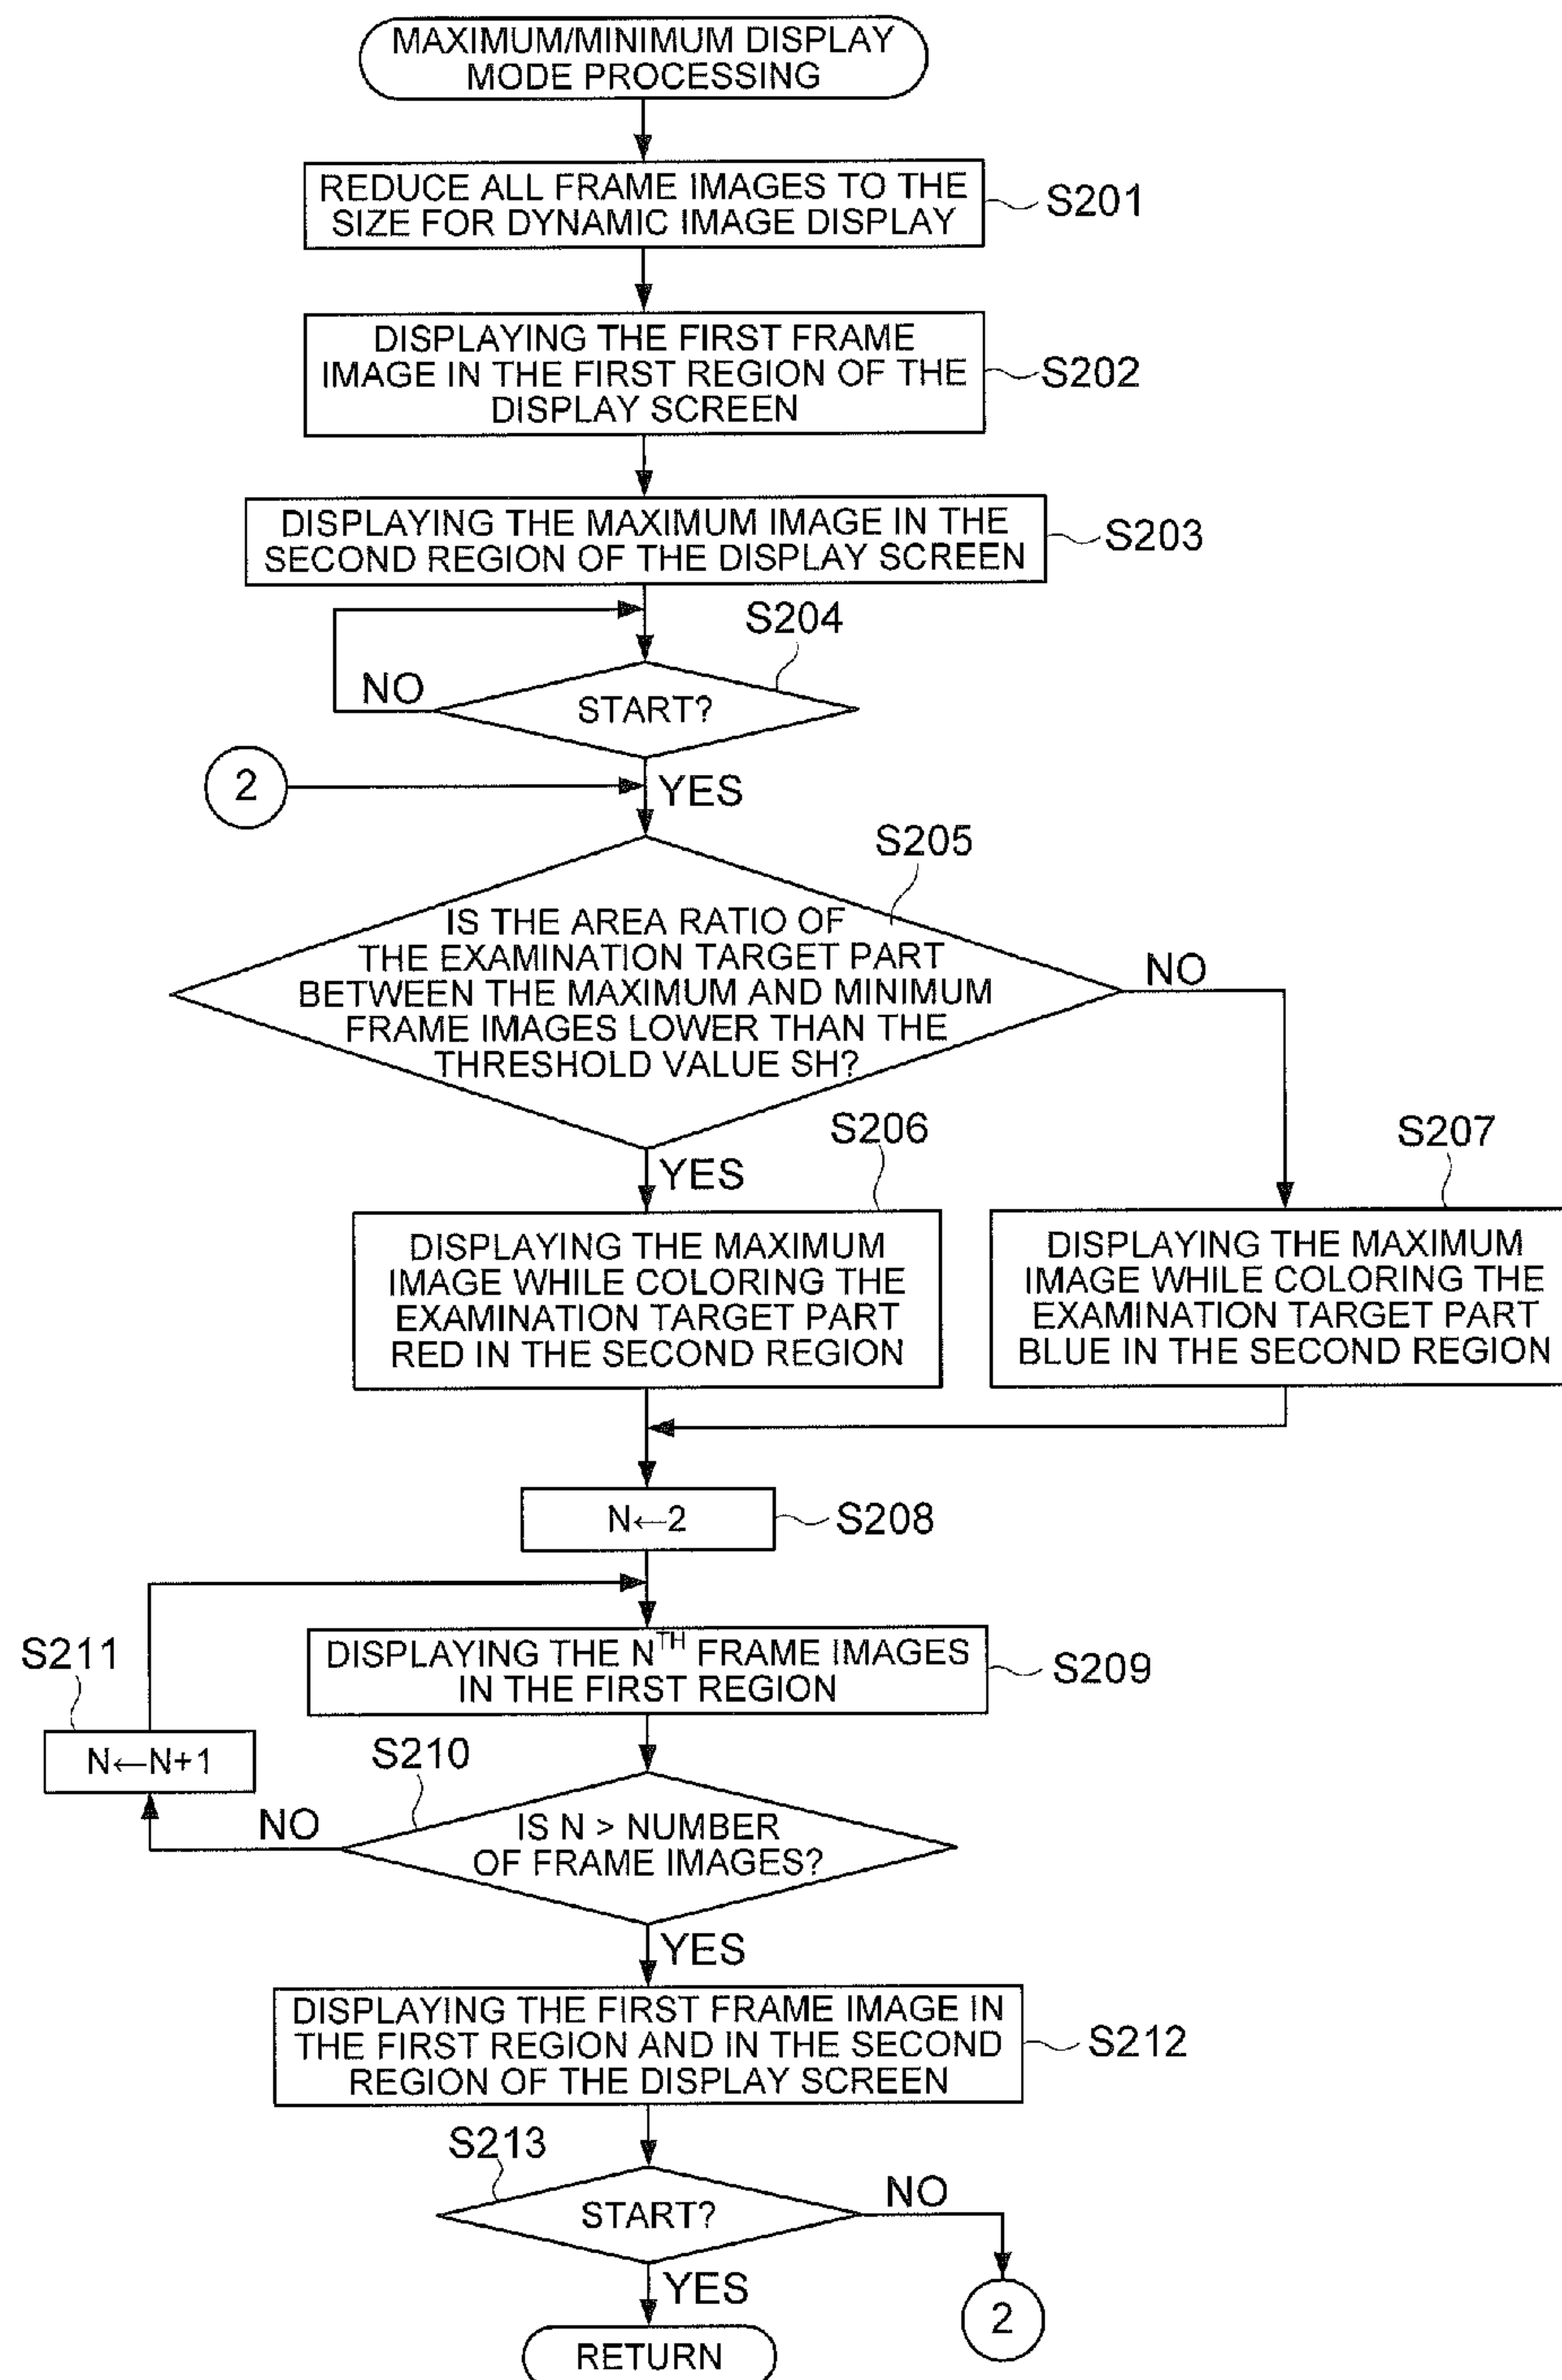 MAXIMUM/MINIMUM DISPLAY
MODE PROCESSING
REDUCE ALL FRAME IMAGES TO THE
SIZE FOR DYNAMIC IMAGE DISPLAY
S201
DISPLAYING THE FIRST FRAME
IMAGE IN THE FIRST REGION OF THE
DISPLAY SCREEN
S202
DISPLAYING THE MAXIMUM IMAGE IN THE
SECOND REGION OF THE DISPLAY SCREEN
S203
S204
NO
START?
2
YES
S205
IS THE AREA RATIO OF
THE EXAMINATION TARGET PART
BETWEEN THE MAXIMUM AND MINIMUM
FRAME IMAGES LOWER THAN THE
THRESHOLD VALUE SH?
NO
YES
S206
DISPLAYING THE MAXIMUM
IMAGE WHILE COLORING THE
EXAMINATION TARGET PART
RED IN THE SECOND REGION
S207
DISPLAYING THE MAXIMUM
IMAGE WHILE COLORING THE
EXAMINATION TARGET PART
BLUE IN THE SECOND REGION
N←2
S208
DISPLAYING THE N^TH FRAME IMAGES
IN THE FIRST REGION
S209
S211
N←N+1
S210
NO
IS N > NUMBER
OF FRAME IMAGES?
YES
DISPLAYING THE FIRST FRAME IMAGE IN
THE FIRST REGION AND IN THE SECOND
REGION OF THE DISPLAY SCREEN
S212
S213
START?
NO
YES
2
RETURN